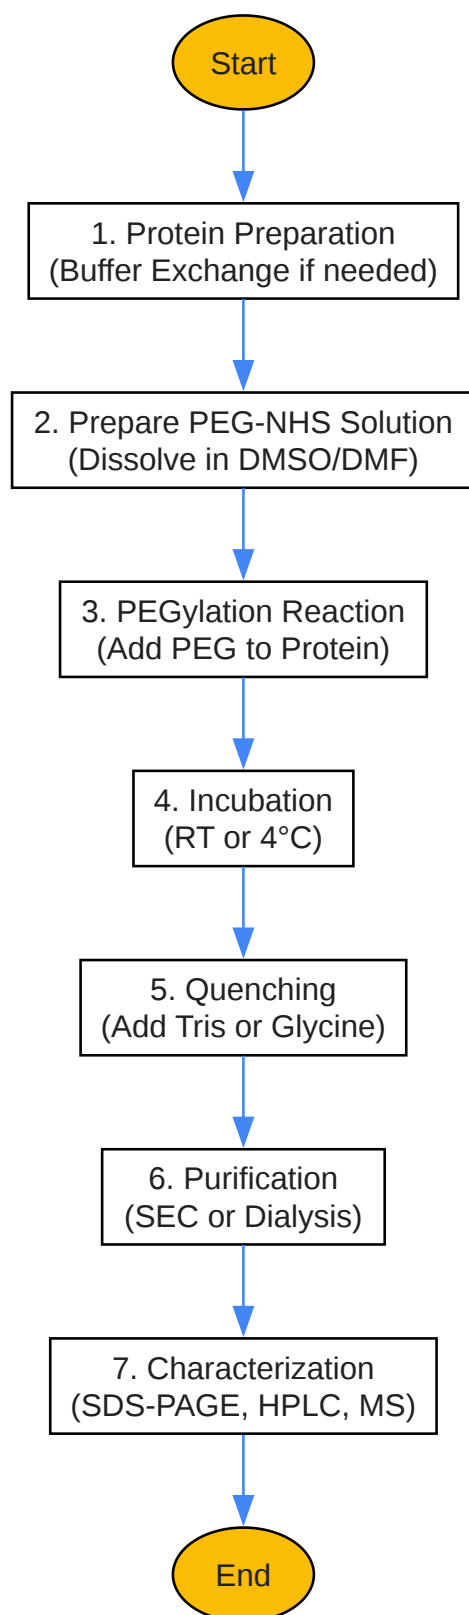 Start
1. Protein Preparation
(Buffer Exchange if needed)
2. Prepare PEG-NHS Solution
(Dissolve in DMSO/DMF)
3. PEGylation Reaction
(Add PEG to Protein)
4. Incubation
(RT or 4°C)
5. Quenching
(Add Tris or Glycine)
6. Purification
(SEC or Dialysis)
7. Characterization
(SDS-PAGE, HPLC, MS)
End